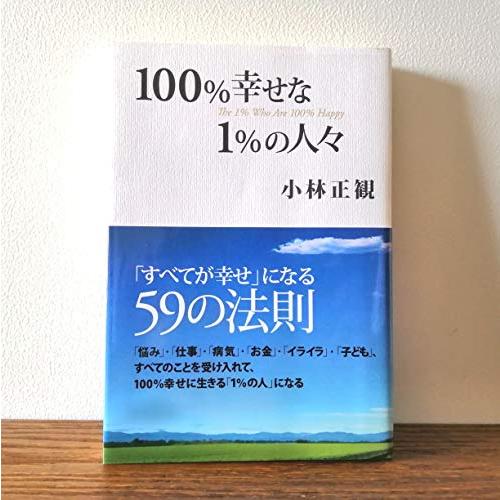 100%幸せな
The 1% Who Are 100% Happy
1%の人々
小林正観
「すべてが幸せ」になる
59の法則
「悩み」・「仕事」・「病気」・「お金」・「イライラ」・「子ども」、
すべてのことを受け入れて、
100%幸せに生きる「1%の人」になる